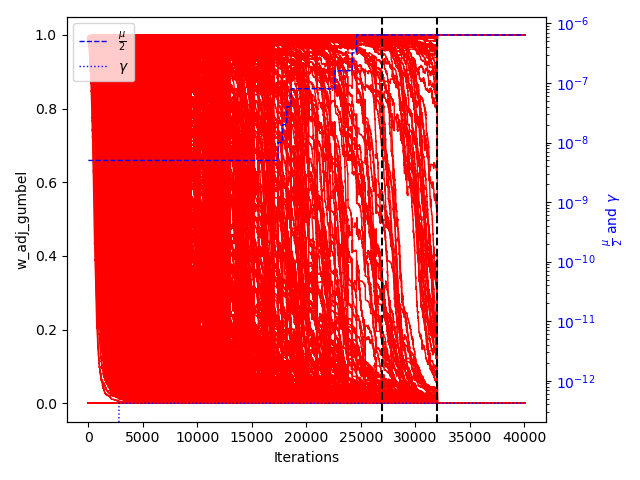 μ/2
γ
1.0
0.8
0.6
0.4
0.2
0.0
w_adj_gumbel
0 5000 10000 15000 20000 25000 30000 35000 40000
Iterations
10⁻⁶
10⁻⁷
10⁻⁸
10⁻⁹
10⁻¹⁰
10⁻¹¹
10⁻¹²
μ/2 and γ